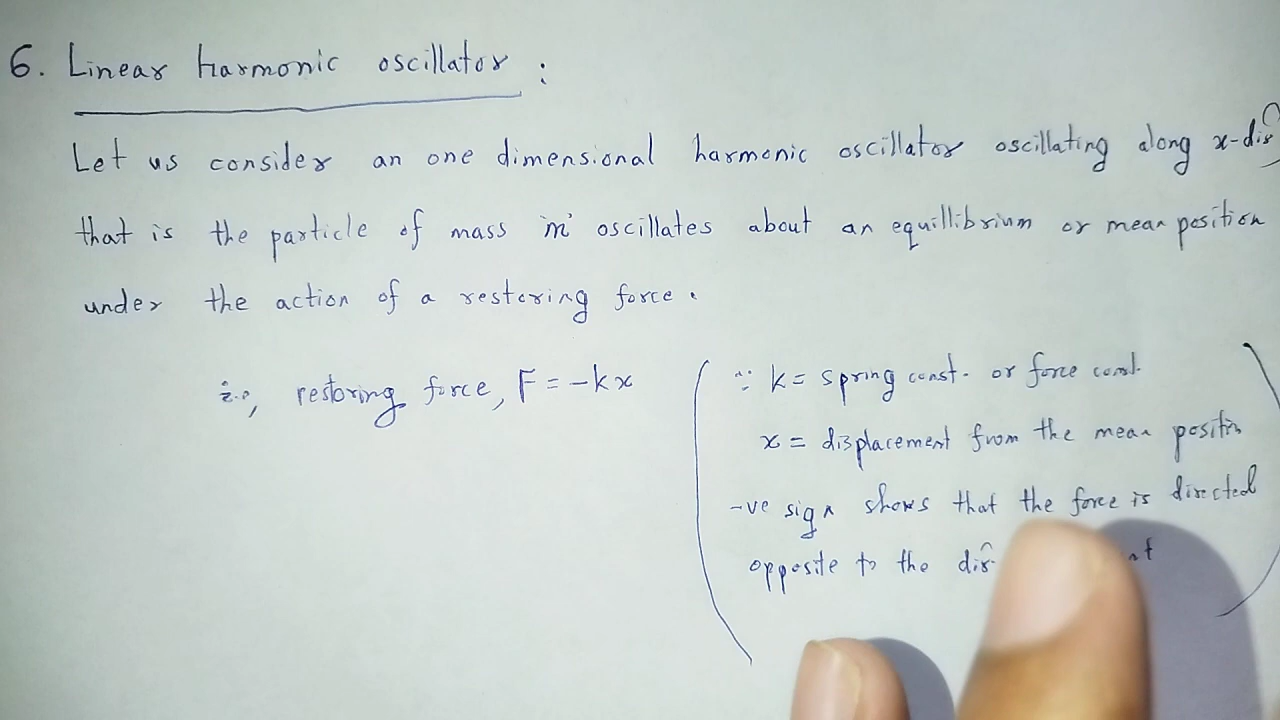 6. Linear harmonic oscillator :
Let us consider an one dimensional harmonic oscillator oscillating along x-dir
that is the particle of mass 'm' oscillates about an equillibrium or mean position
under the action of a restoring force.
i.e, restoring force, F = -kx
∵ k = spring const. or force const.
x = displacement from the mean position
-ve sign shows that the force is directed
opposite to the dir